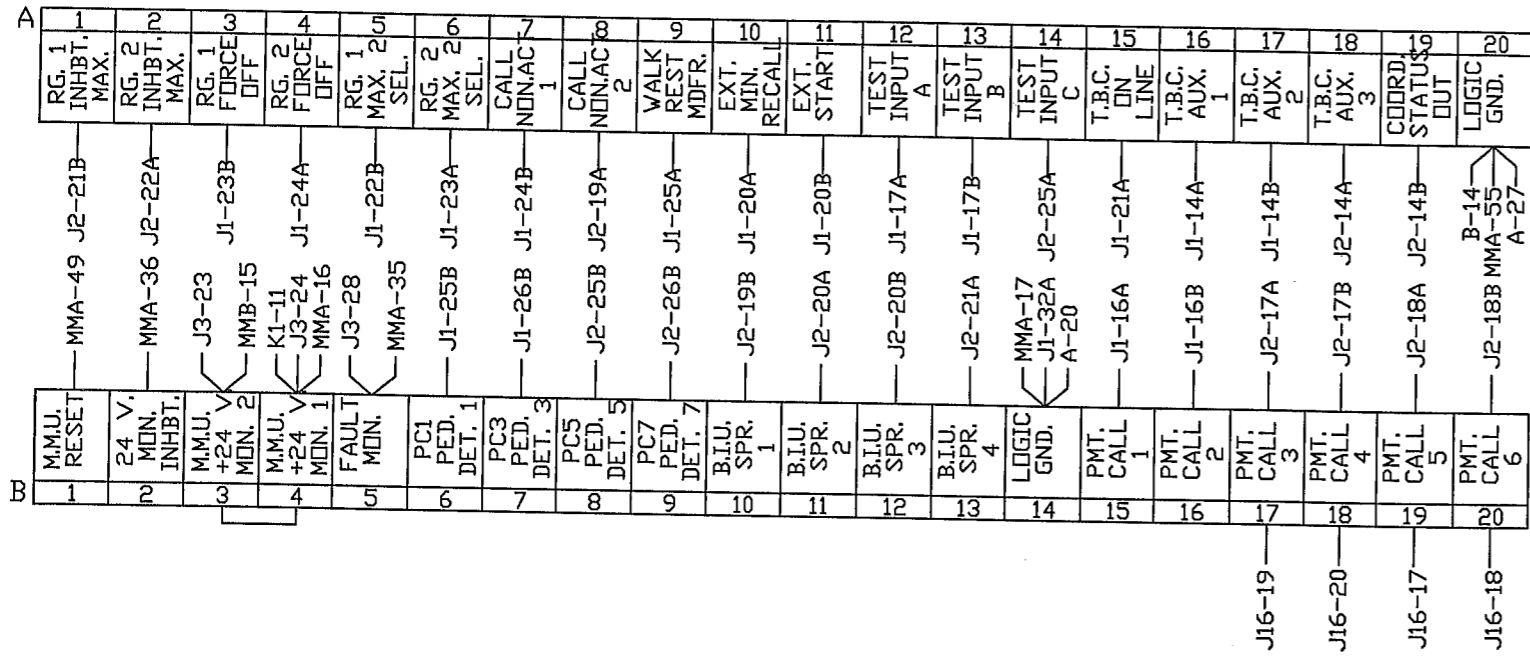 A
1 2 3 4 5 6 7 8 9 10 11 12 13 14 15 16 17 18 19 20
RG. 1
INHBT.
MAX.
RG. 2
INHBT.
MAX.
RG. 1
FORCE
OFF
RG. 2
FORCE
OFF
RG. 1
MAX. 2
SEL.
RG. 2
MAX. 2
SEL.
CALL
NON.ACT
1
CALL
NON.ACT
2
WALK
REST
MDFR.
EXT.
MIN.
RECALL
EXT.
START
TEST
INPUT
A
TEST
INPUT
B
TEST
INPUT
C
T.B.C.
ON
LINE
T.B.C.
AUX.
1
T.B.C.
AUX.
2
T.B.C.
AUX.
3
COORD.
STATUS
OUT
LOGIC
GND.
J2-21B
J2-22A
J1-23B
J1-24A
J1-22B
J1-23A
J1-24B
J2-19A
J1-25A
J1-20A
J1-20B
J1-17A
J1-17B
J2-25A
J1-21A
J1-14A
J1-14B
J2-14A
J2-14B
B-14
MMA-55
A-27
MMA-49
MMA-36
J3-23
MMB-15
K1-11
J3-24
MMA-16
J3-28
MMA-35
J1-25B
J1-26B
J2-25B
J2-26B
J2-19B
J2-20A
J2-20B
J2-21A
MMA-17
J1-32A
A-20
J1-16A
J1-16B
J2-17A
J2-17B
J2-18A
J2-18B
M.M.U.
RESET
24 V.
MON.
INHBT.
M.M.U.
+24 V
MON. 2
M.M.U.
+24 V
MON. 1
FAULT
MON.
PC1
PED.
DET. 1
PC3
PED.
DET. 3
PC5
PED.
DET. 5
PC7
PED.
DET. 7
B.I.U.
SPR.
1
B.I.U.
SPR.
2
B.I.U.
SPR.
3
B.I.U.
SPR.
4
LOGIC
GND.
PMT.
CALL
1
PMT.
CALL
2
PMT.
CALL
3
PMT.
CALL
4
PMT.
CALL
5
PMT.
CALL
6
B
1 2 3 4 5 6 7 8 9 10 11 12 13 14 15 16 17 18 19 20
J16-19
J16-20
J16-17
J16-18